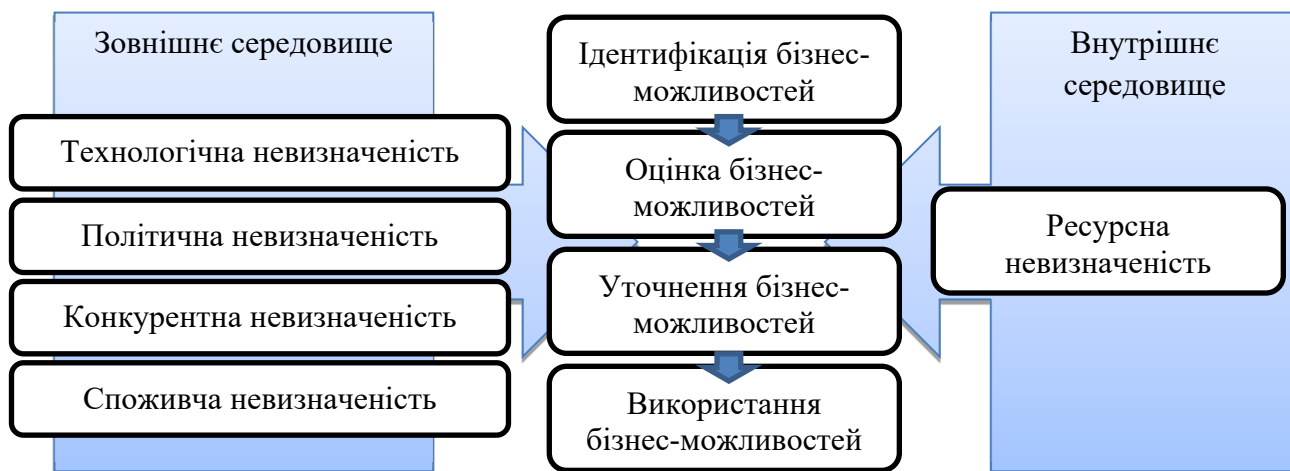 Зовнішнє середовище
Технологічна невизначеність
Політична невизначеність
Конкурентна невизначеність
Споживча невизначеність
Ідентифікація бізнес-
можливостей
Оцінка бізнес-
можливостей
Уточнення бізнес-
можливостей
Використання
бізнес-можливостей
Внутрішнє
середовище
Ресурсна
невизначеність